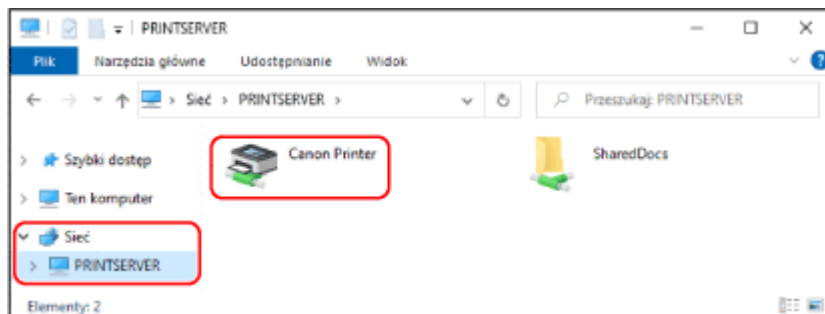 PRINTSERVER
Plik Narzędzia główne Udostępnianie Widok
Sieć PRINTSERVER Przeszukaj: PRINTSERVER
Szybki dostęp
Canon Printer
SharedDocs
Ten komputer
Sieć
PRINTSERVER
Elementy: 2